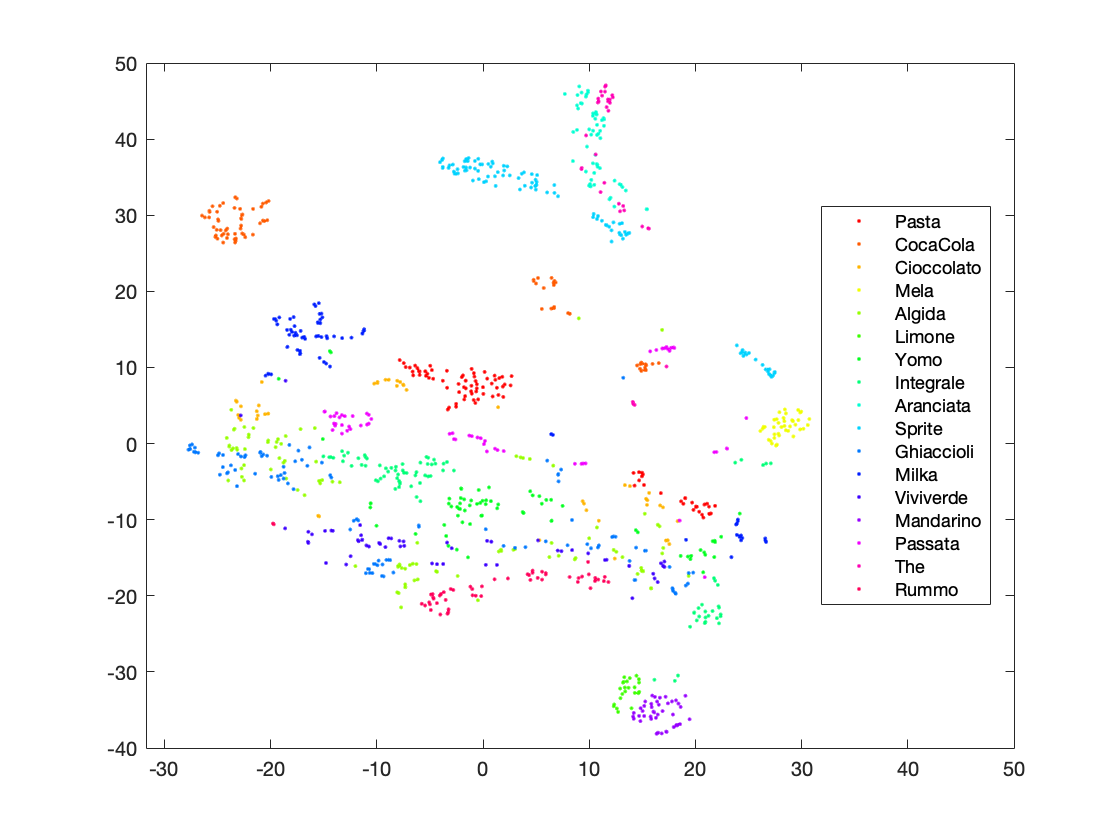 50
40
30
20
10
0
-10
-20
-30
-40
-30
-20
-10
0
10
20
30
40
50
Pasta
CocaCola
Cioccolato
Mela
Algida
Limone
Yomo
Integrale
Aranciata
Sprite
Ghiaccioli
Milka
Viviverde
Mandarino
Passata
The
Rummo